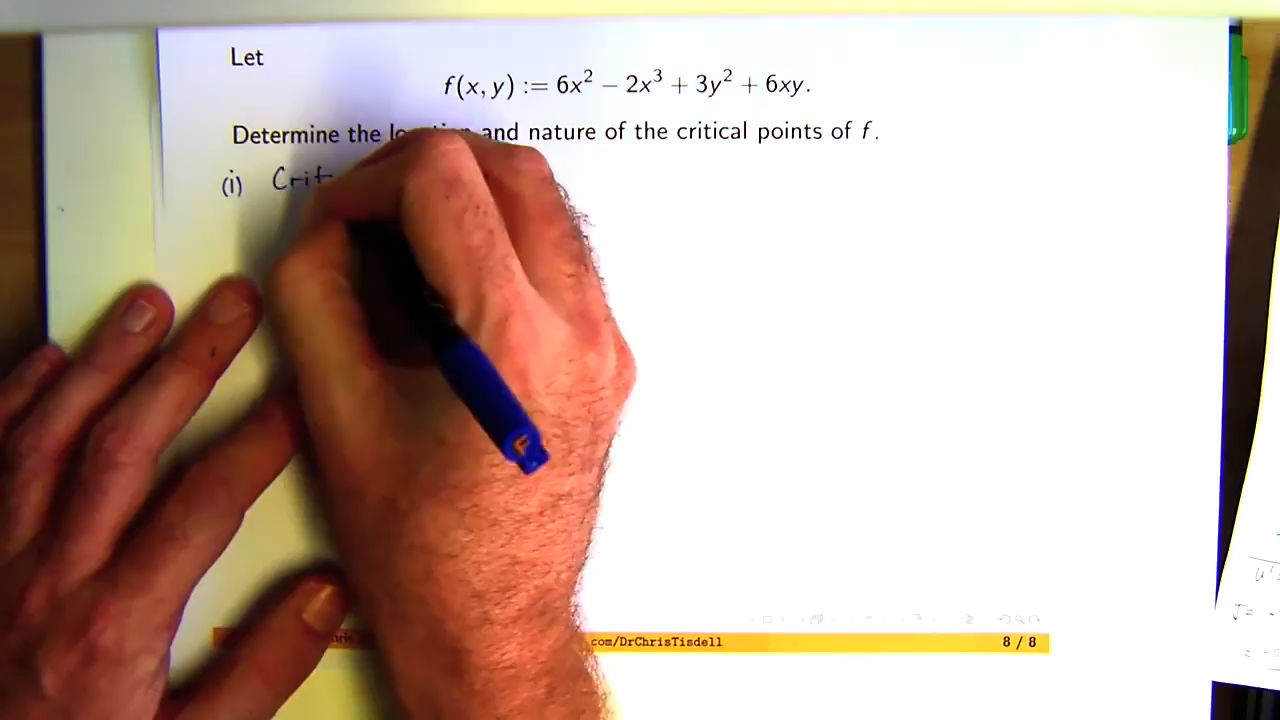 Let
f(x, y) := 6x² − 2x³ + 3y² + 6xy.
Determine the and nature of the critical points of f.
(i) Crit
.com/DrChrisTisdell 8 / 8